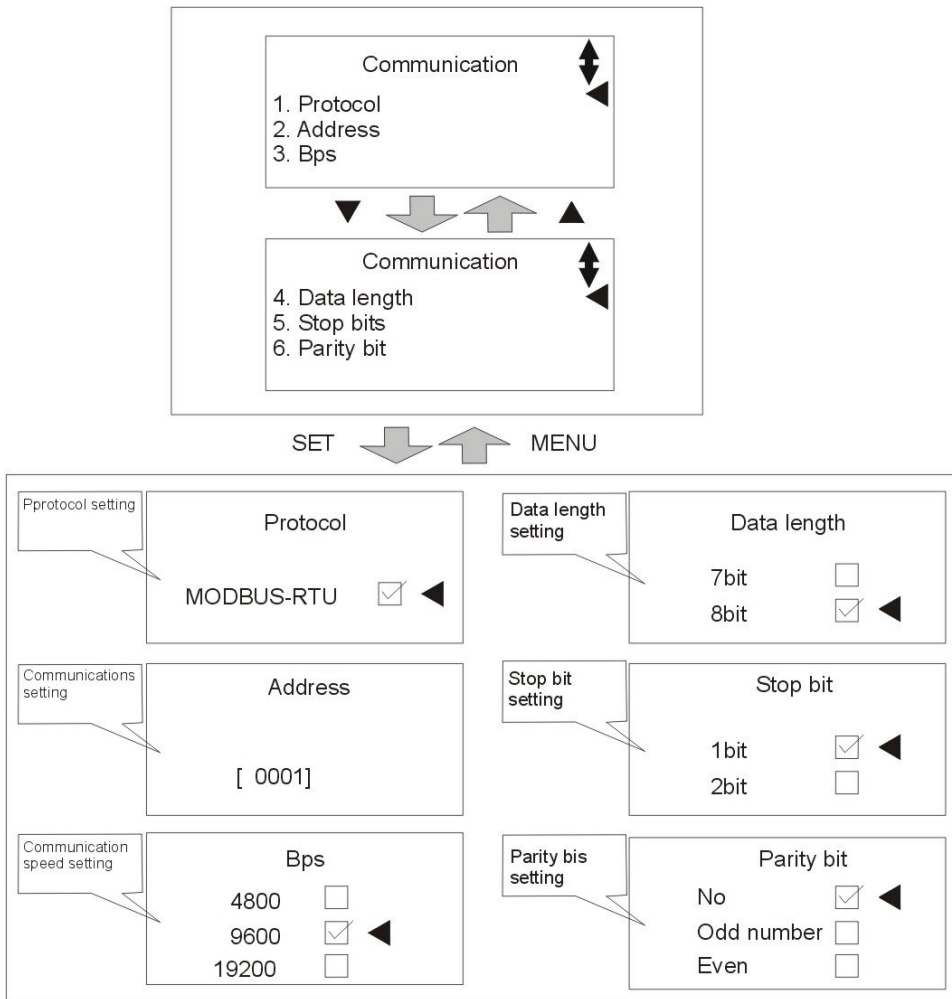 Communication
1. Protocol
2. Address
3. Bps
Communication
4. Data length
5. Stop bits
6. Parity bit
SET
MENU
Pprotocol setting
Protocol
MODBUS-RTU
Data length
setting
Data length
7bit
8bit
Communications
setting
Address
[ 0001]
Stop bit
setting
Stop bit
1bit
2bit
Communication
speed setting
Bps
4800
9600
19200
Parity bis
setting
Parity bit
No
Odd number
Even